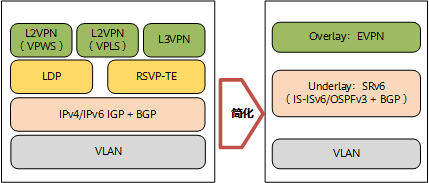 L2VPN
（VPWS）
L2VPN
（VPLS）
L3VPN
LDP
RSVP-TE
IPv4/IPv6 IGP + BGP
VLAN
简化
Overlay：EVPN
Underlay：SRv6
（IS-ISv6/OSPFv3 + BGP）
VLAN